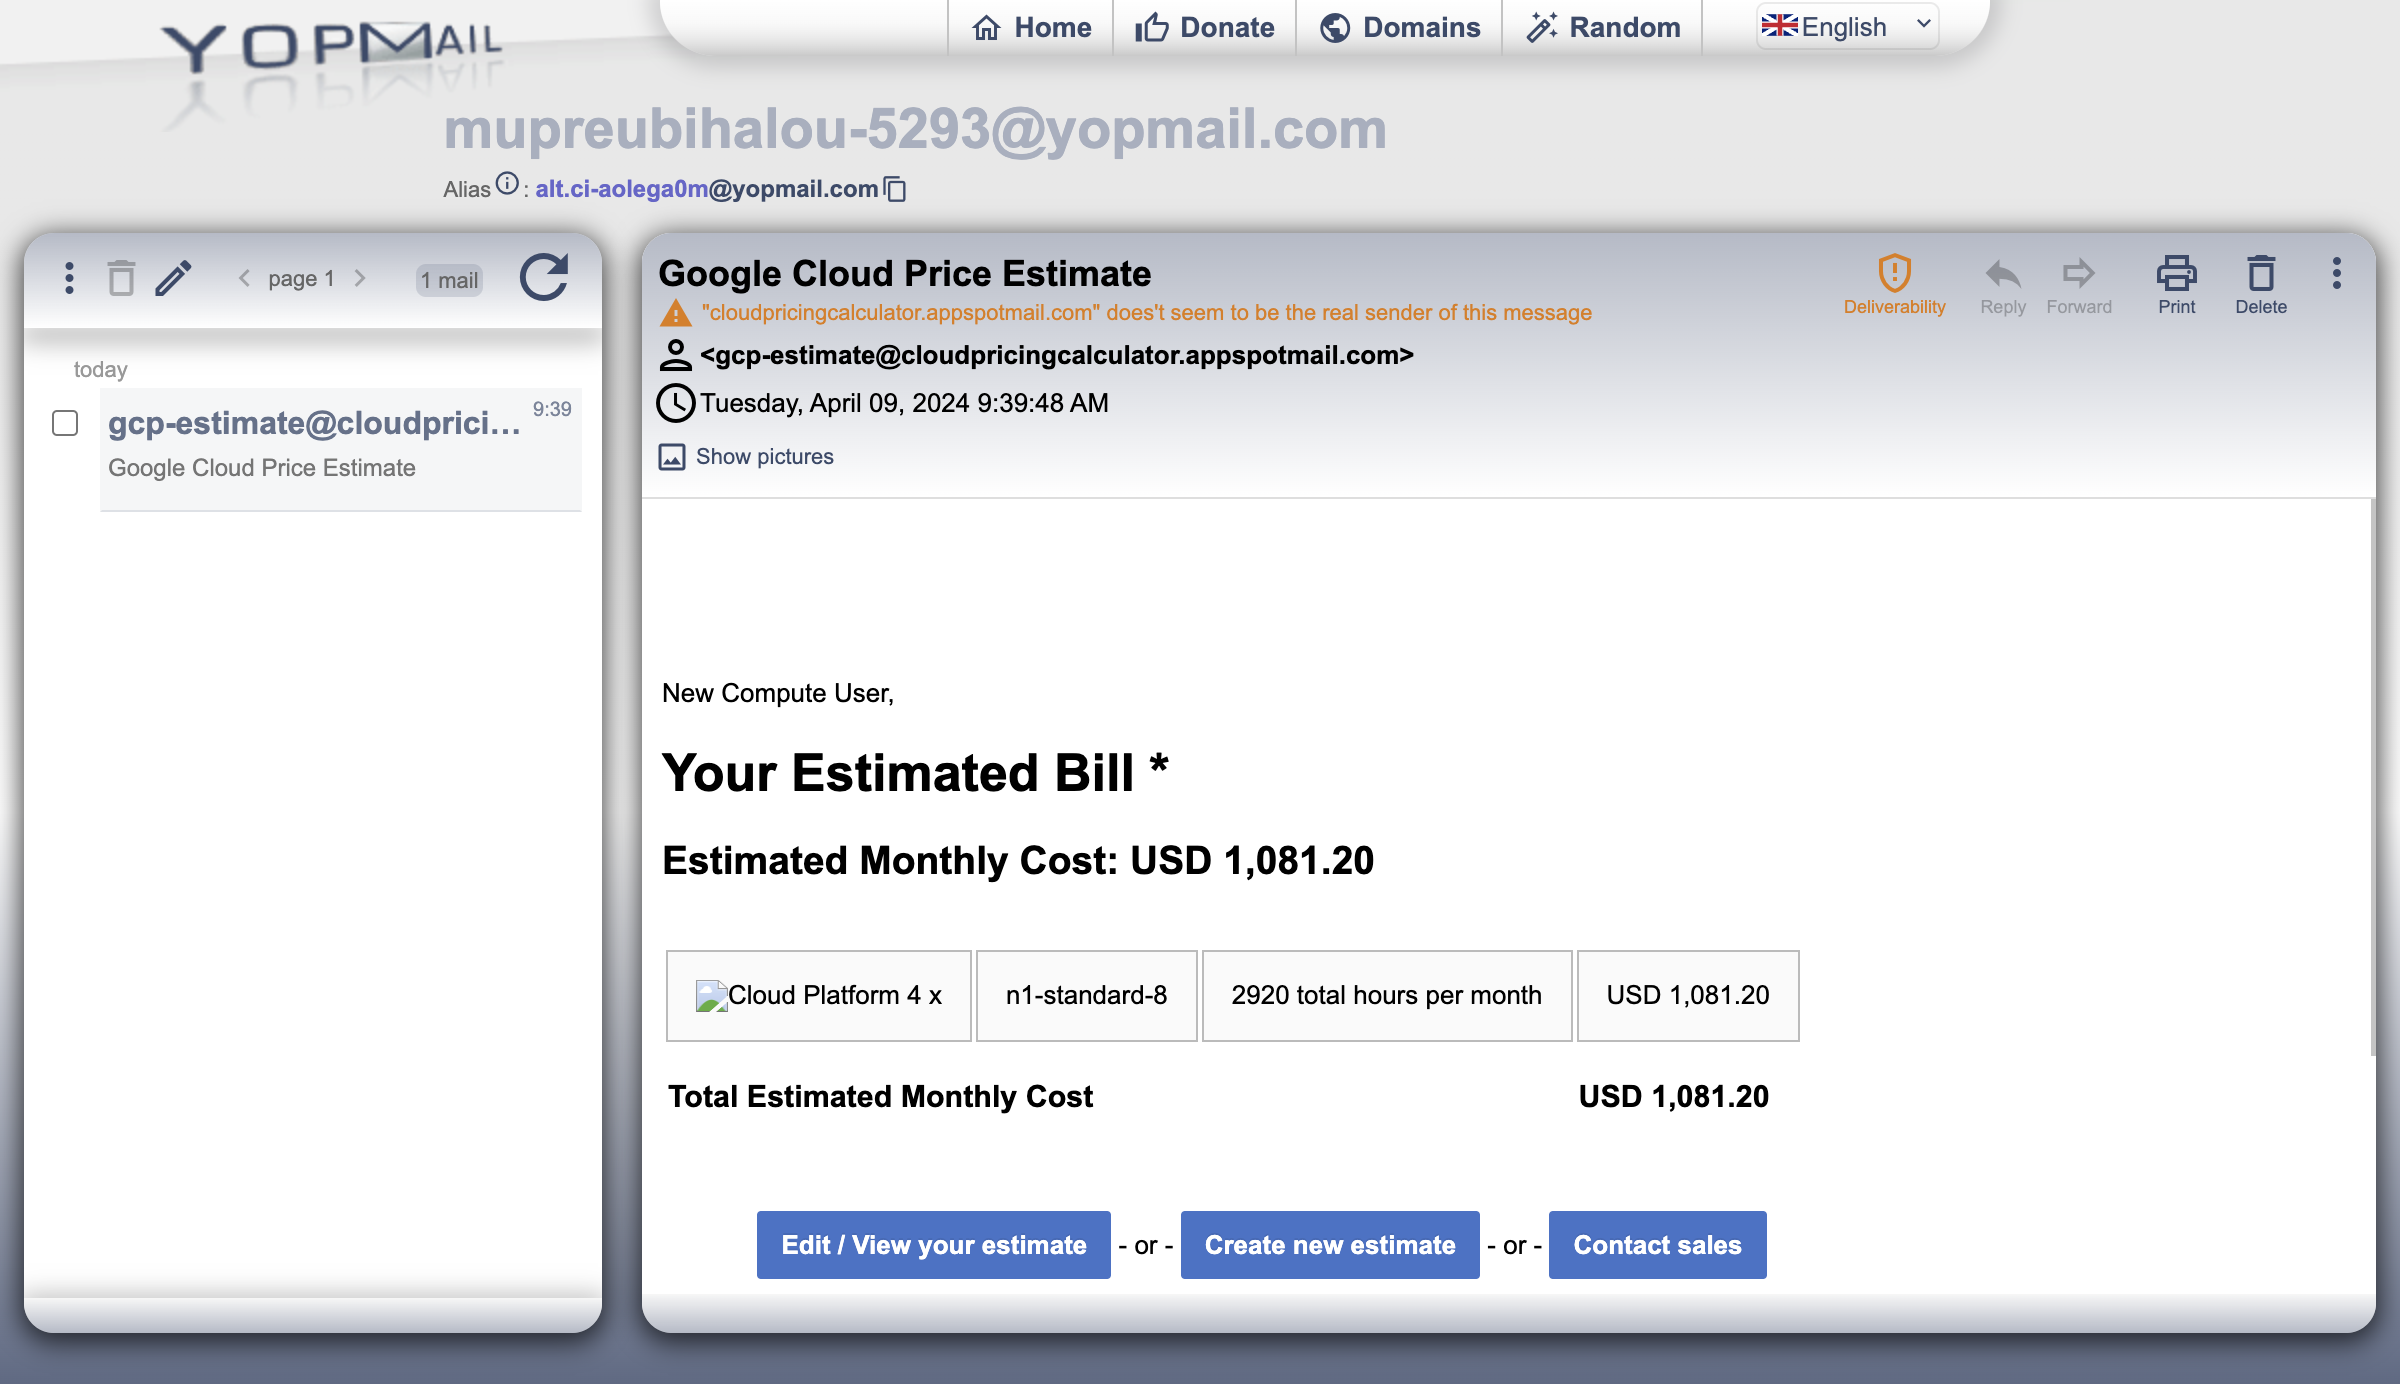 YOPMAIL
Home
Donate
Domains
Random
English
mupreubihalou-5293@yopmail.com
Alias : alt.ci-aolega0m@yopmail.com
page 1
1 mail
today
gcp-estimate@cloudprici...
9:39
Google Cloud Price Estimate
Google Cloud Price Estimate
"cloudpricingcalculator.appspotmail.com" does't seem to be the real sender of this message
<gcp-estimate@cloudpricingcalculator.appspotmail.com>
Tuesday, April 09, 2024 9:39:48 AM
Show pictures
Deliverability
Reply
Forward
Print
Delete
New Compute User,
Your Estimated Bill *
Estimated Monthly Cost: USD 1,081.20
Cloud Platform 4 x
n1-standard-8
2920 total hours per month
USD 1,081.20
Total Estimated Monthly Cost
USD 1,081.20
Edit / View your estimate - or - Create new estimate - or - Contact sales